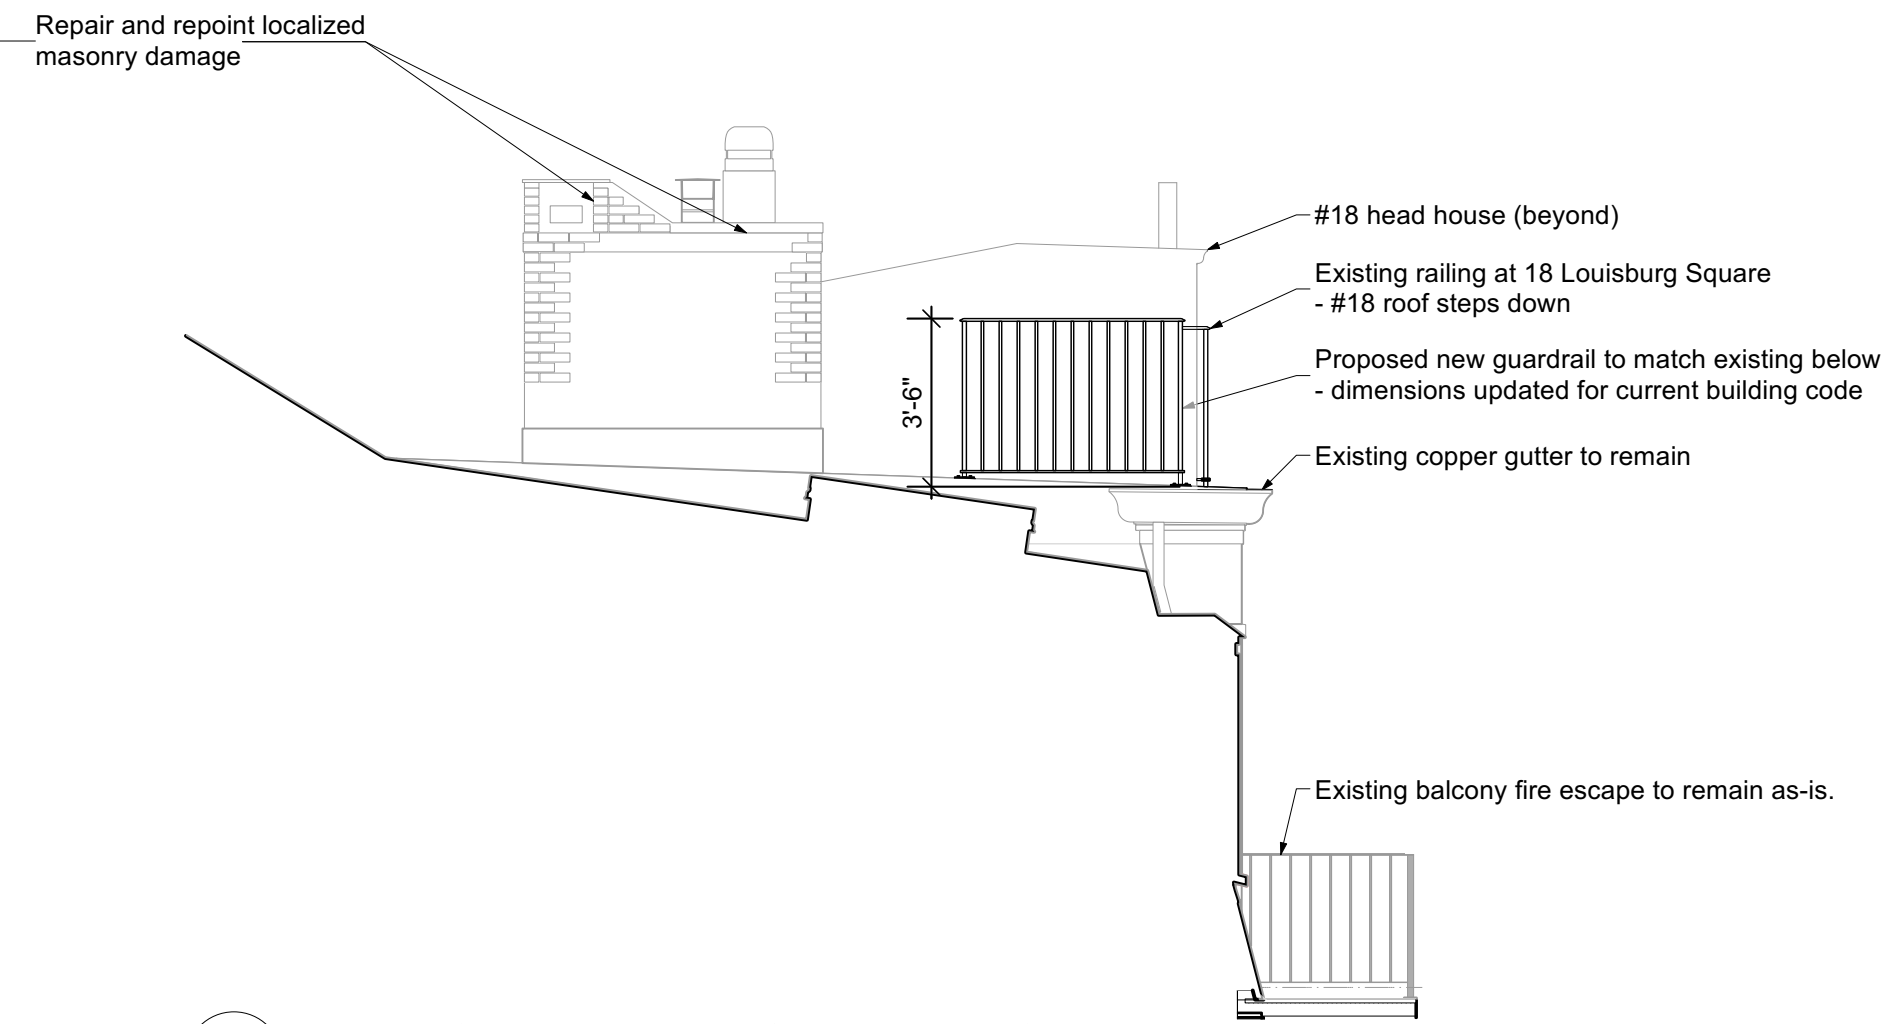 Repair and repoint localized
masonry damage
#18 head house (beyond)
Existing railing at 18 Louisburg Square
- #18 roof steps down
Proposed new guardrail to match existing below
- dimensions updated for current building code
3'-6"
Existing copper gutter to remain
Existing balcony fire escape to remain as-is.